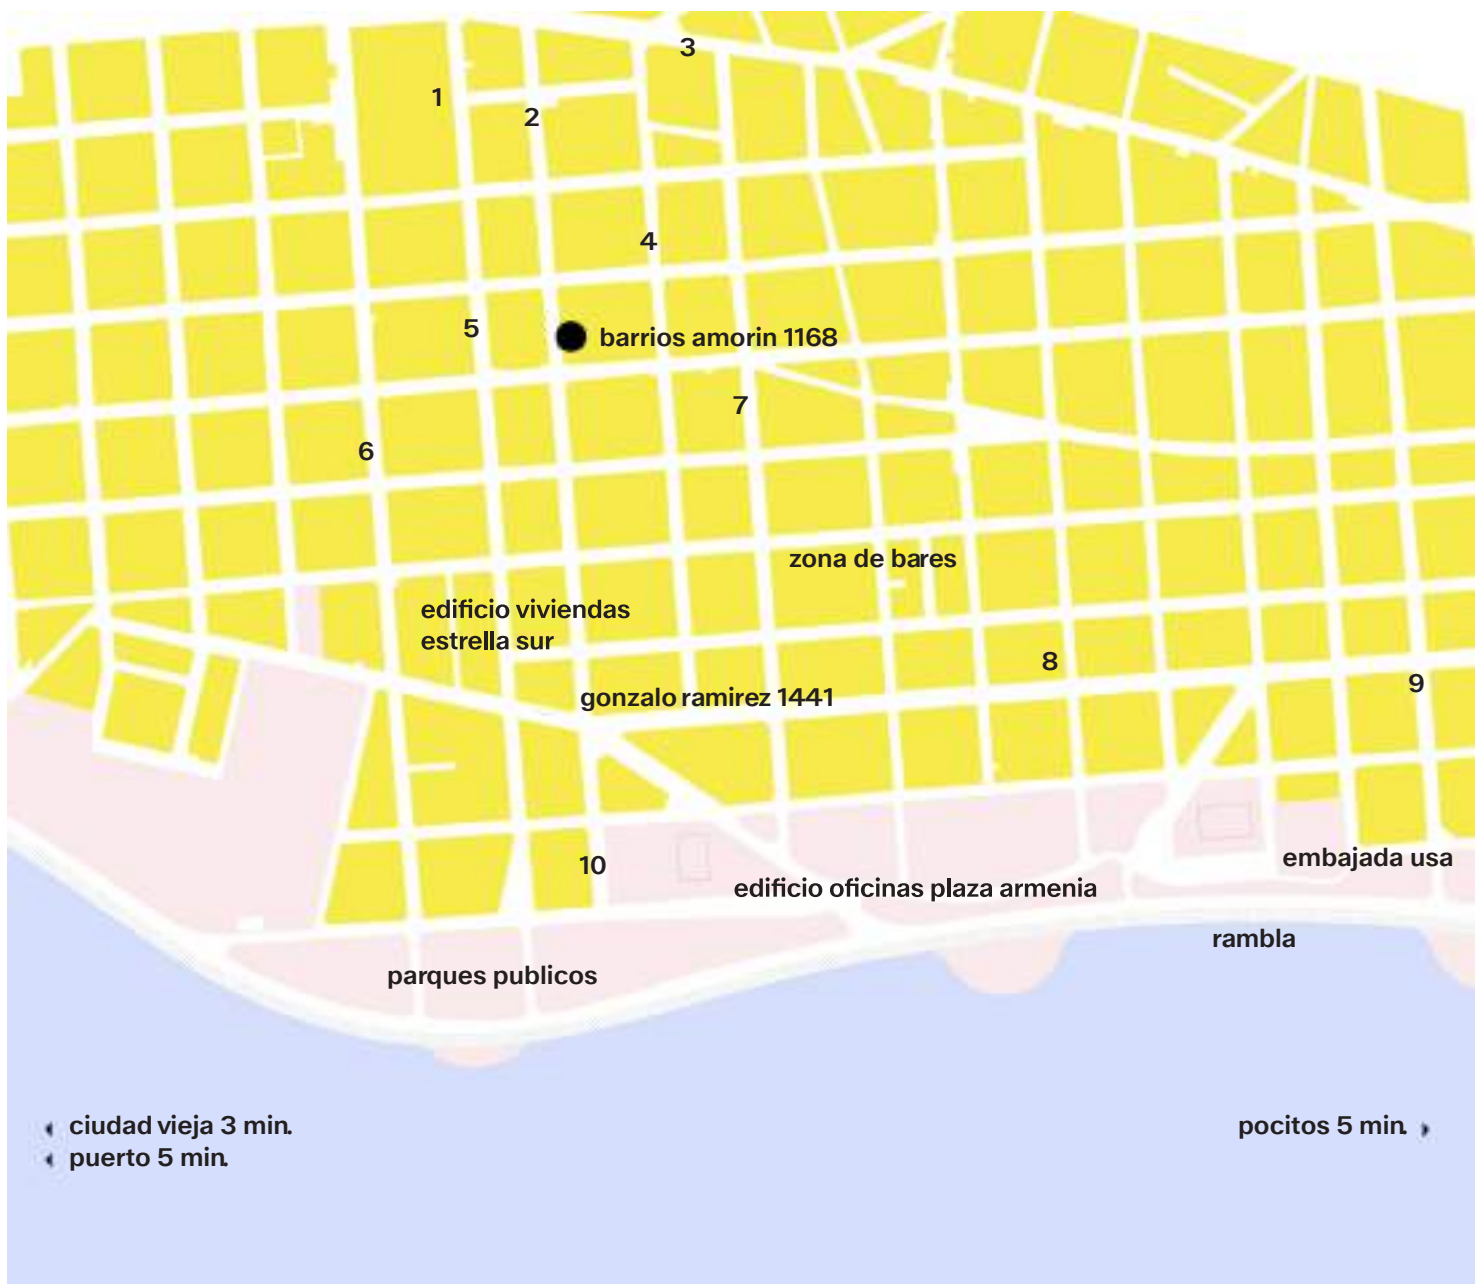 3
1
2
4
5
barrios amorin 1168
7
6
zona de bares
edificio viviendas
estrella sur
8
9
gonzalo ramirez 1441
10
embajada usa
edificio oficinas plaza armenia
rambla
parques publicos
ciudad vieja 3 min.
puerto 5 min.
pocitos 5 min.